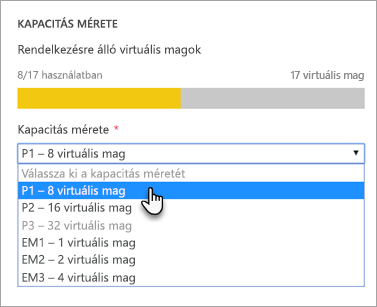 KAPACITÁS MÉRETE
Rendelkezésre álló virtuális magok
8/17 használatban 17 virtuális mag
Kapacitás mérete *
P1 – 8 virtuális mag
Válassza ki a kapacitás méretét
P1 – 8 virtuális mag
P2 – 16 virtuális mag
P3 – 32 virtuális mag
EM1 – 1 virtuális mag
EM2 – 2 virtuális mag
EM3 – 4 virtuális mag